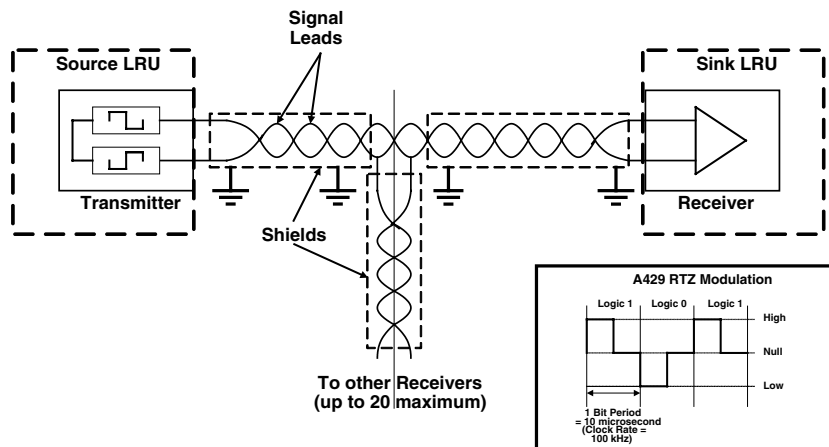 Signal
Leads
Source LRU
Sink LRU
Transmitter
Receiver
Shields
To other Receivers
(up to 20 maximum)
A429 RTZ Modulation
Logic 1 Logic 0 Logic 1
High
Null
Low
1 Bit Period
= 10 microsecond
(Clock Rate =
100 kHz)